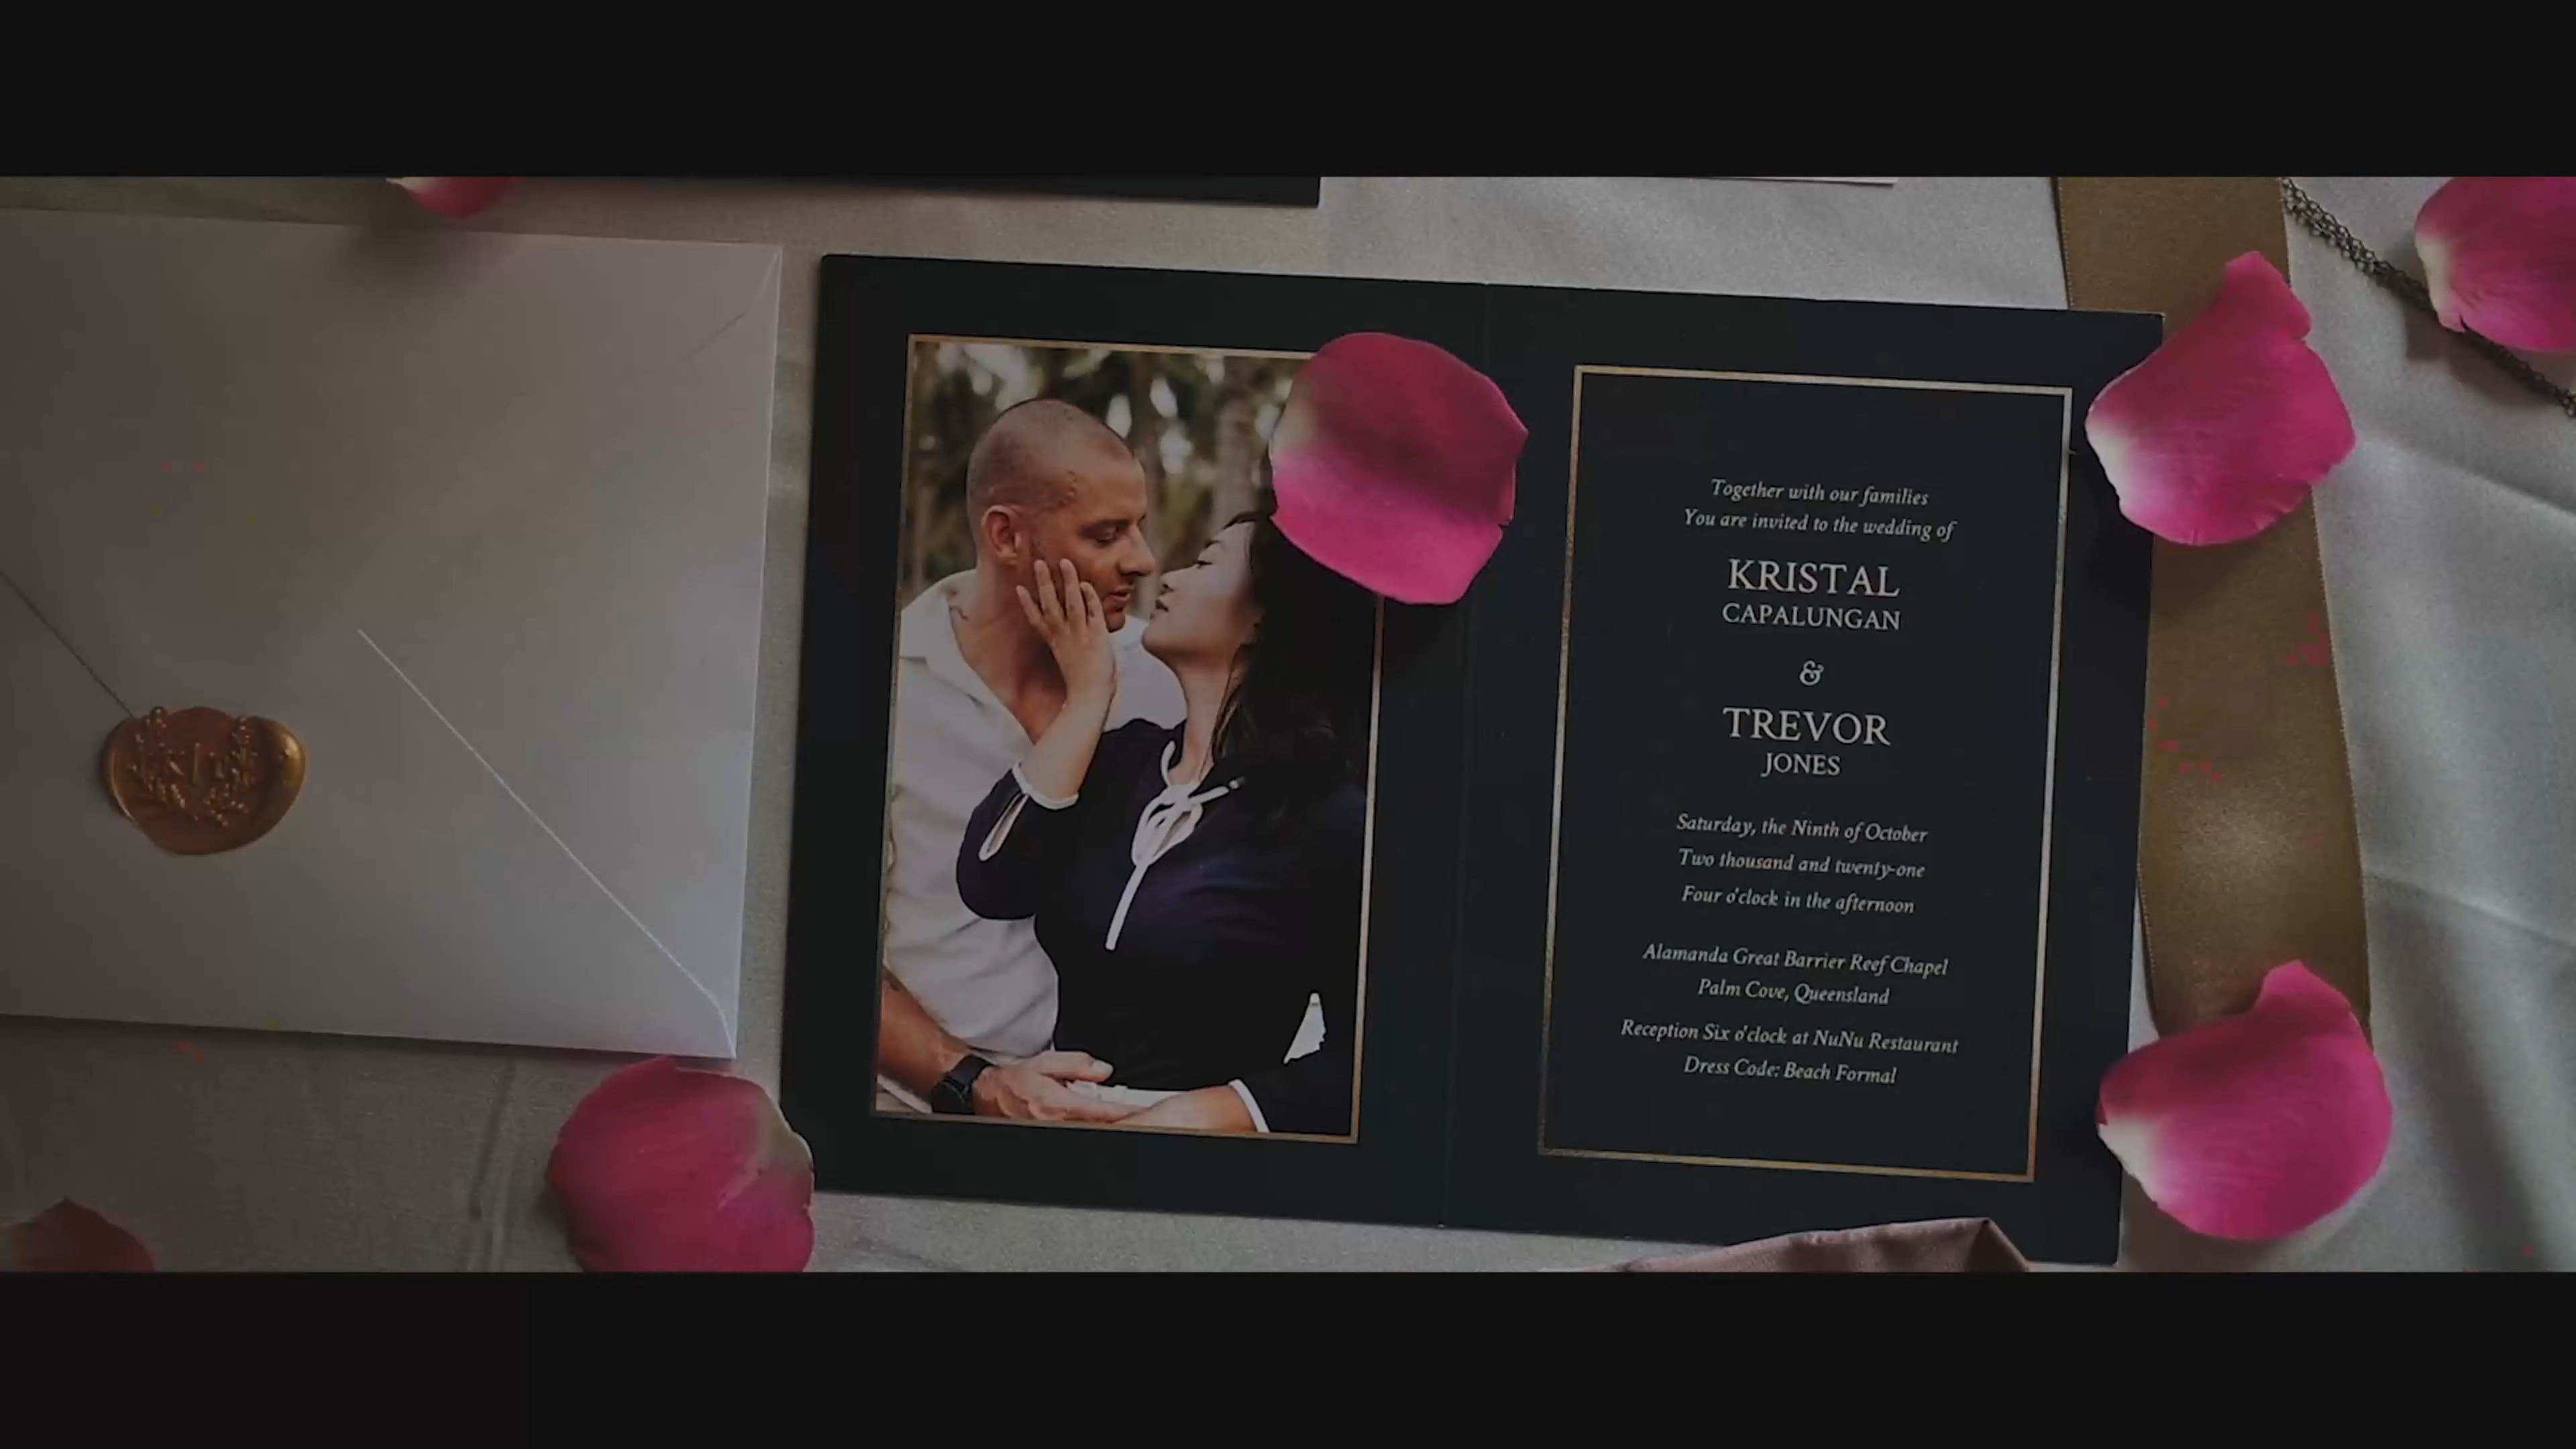 Together with our families
You are invited to the wedding of
KRISTAL
CAPALUNGAN
&
TREVOR
JONES
Saturday, the Ninth of October
Two thousand and twenty-one
Four o'clock in the afternoon
Alamanda Great Barrier Reef Chapel
Palm Cove, Queensland
Reception Six o'clock at NuNu Restaurant
Dress Code: Beach Formal